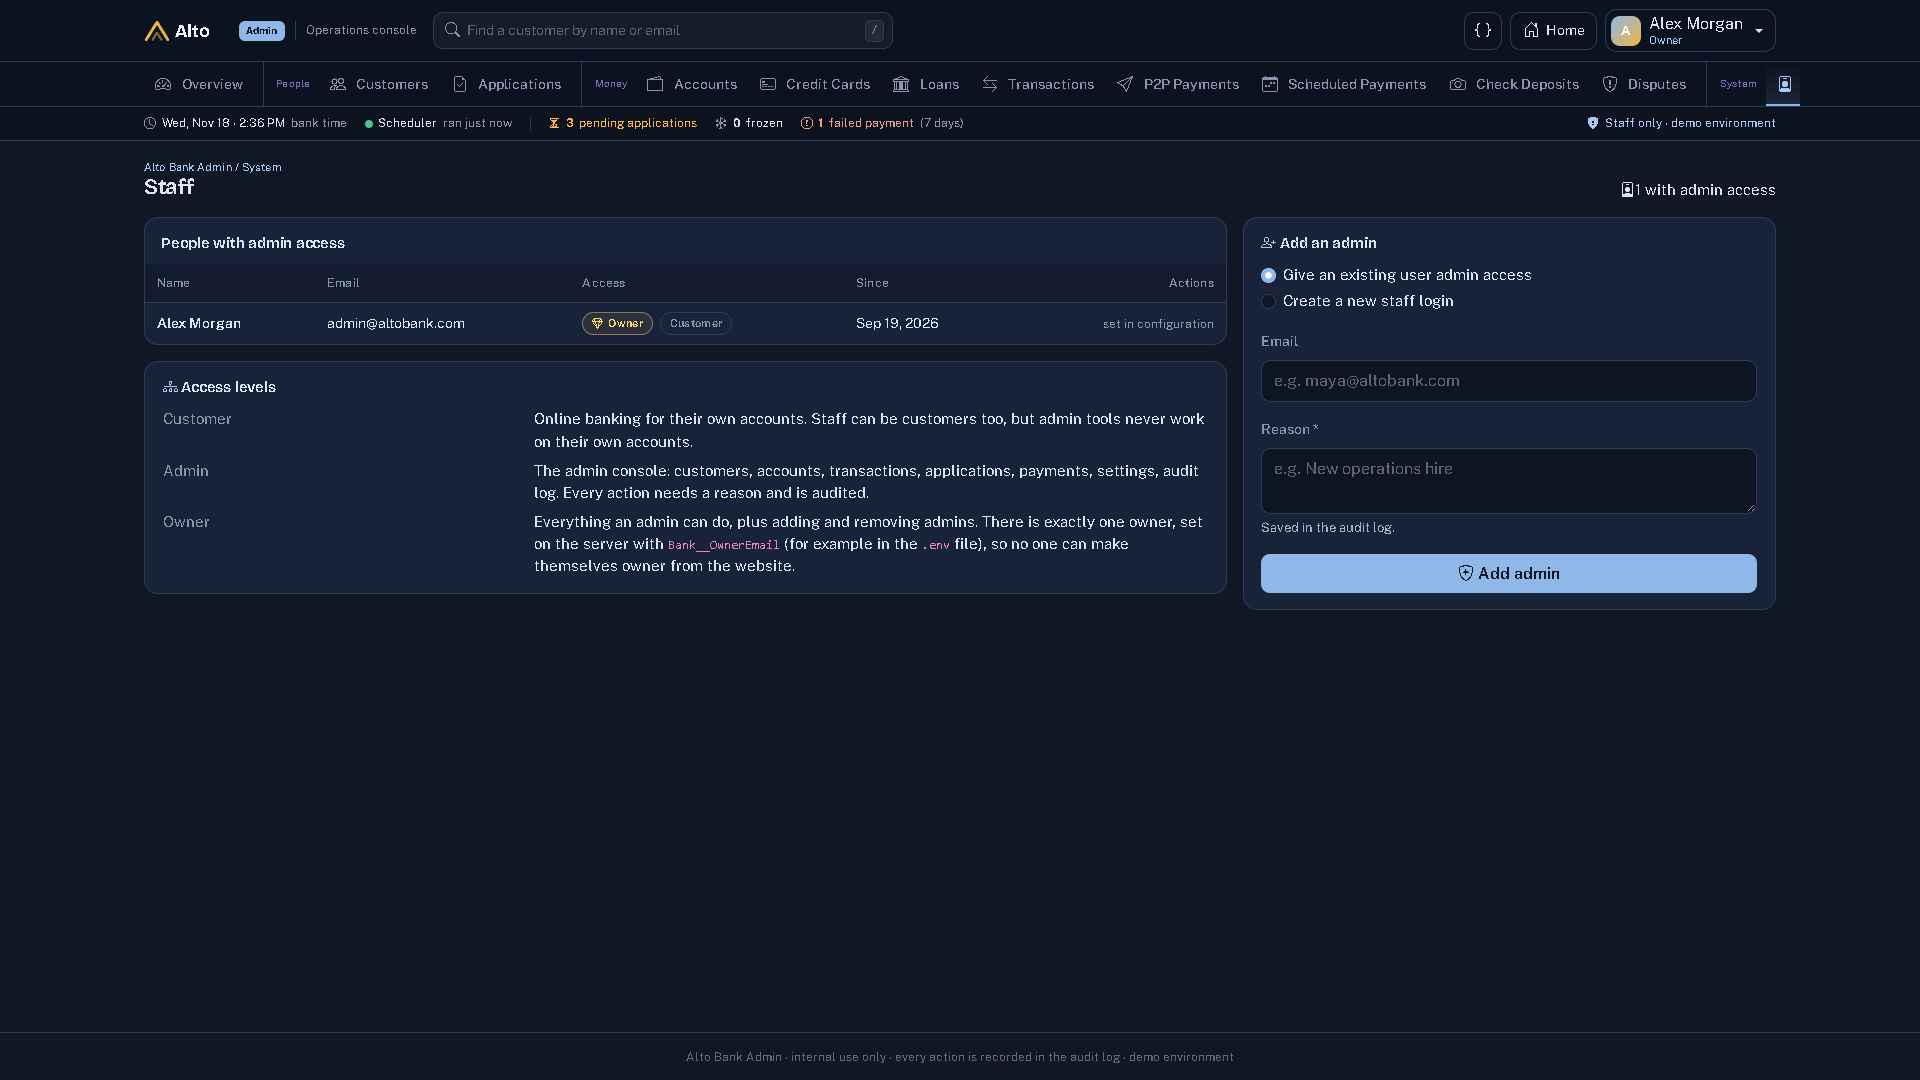 Alto
Admin
Operations console
Find a customer by name or email
/
{ }
Home
A
Alex Morgan
Owner
Overview
People
Customers
Applications
Money
Accounts
Credit Cards
Loans
Transactions
P2P Payments
Scheduled Payments
Check Deposits
Disputes
System
Wed, Nov 18 · 2:36 PM bank time
Scheduler ran just now
3 pending applications
0 frozen
1 failed payment (7 days)
Staff only · demo environment
Alto Bank Admin / System
Staff
1 with admin access
People with admin access
Name Email Access Since Actions
Alex Morgan admin@altobank.com Owner Customer Sep 19, 2026 set in configuration
Access levels
Customer
Online banking for their own accounts. Staff can be customers too, but admin tools never work
on their own accounts.
Admin
The admin console: customers, accounts, transactions, applications, payments, settings, audit
log. Every action needs a reason and is audited.
Owner
Everything an admin can do, plus adding and removing admins. There is exactly one owner, set
on the server with Bank__OwnerEmail (for example in the .env file), so no one can make
themselves owner from the website.
Add an admin
Give an existing user admin access
Create a new staff login
Email
e.g. maya@altobank.com
Reason *
e.g. New operations hire
Saved in the audit log.
Add admin
Alto Bank Admin · internal use only · every action is recorded in the audit log · demo environment